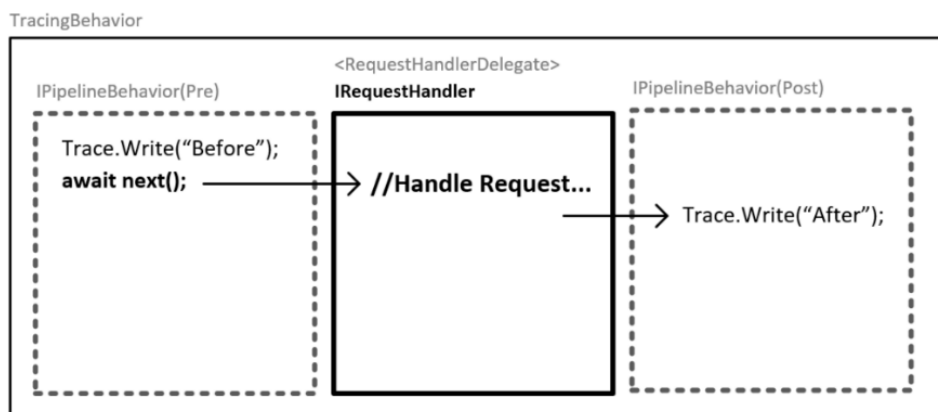 TracingBehavior
IPipelineBehavior(Pre)
Trace.Write(“Before”);
await next();
<RequestHandlerDelegate>
IRequestHandler
//Handle Request...
IPipelineBehavior(Post)
Trace.Write(“After”);